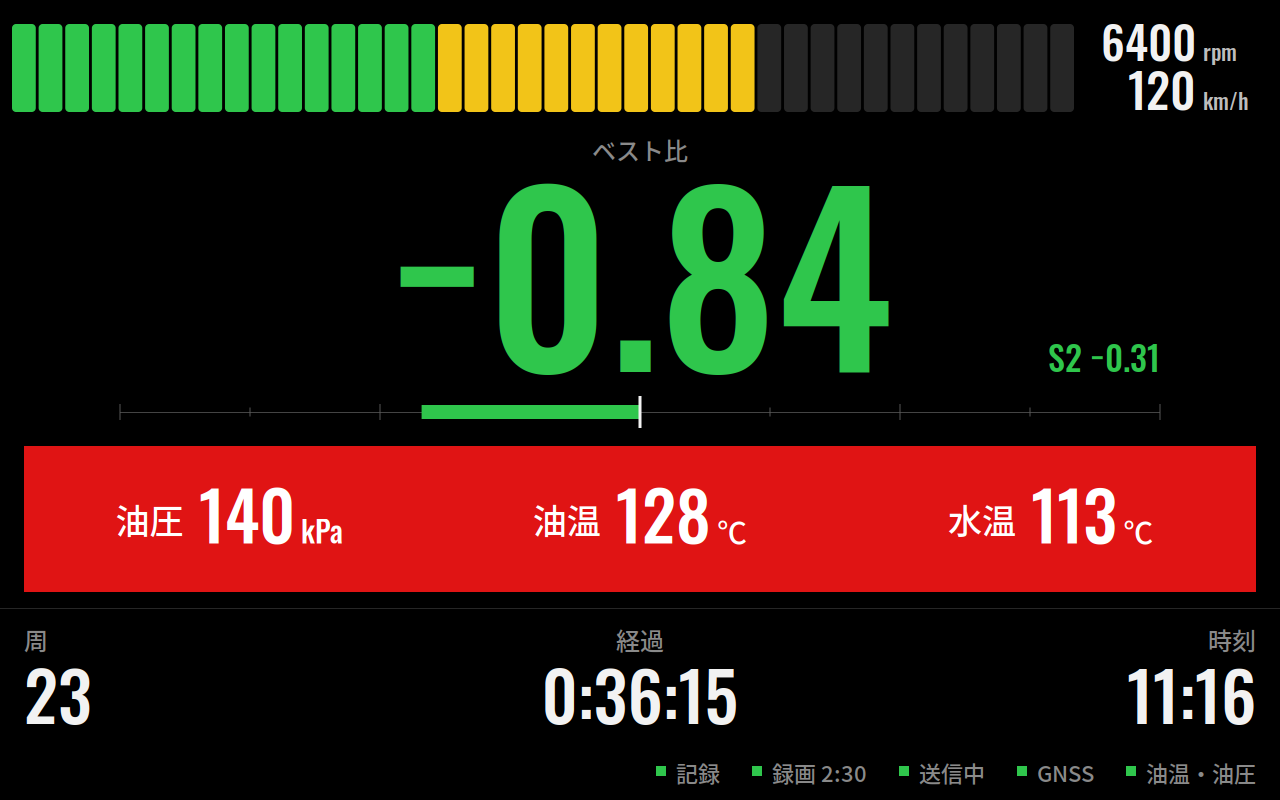 6400 rpm
120 km/h
ベスト比
-0.84
S2 -0.31
油圧 140 kPa 油温 128 ℃ 水温 113 ℃
周 経過 時刻
23 0:36:15 11:16
記録 録画 2:30 送信中 GNSS 油温・油圧